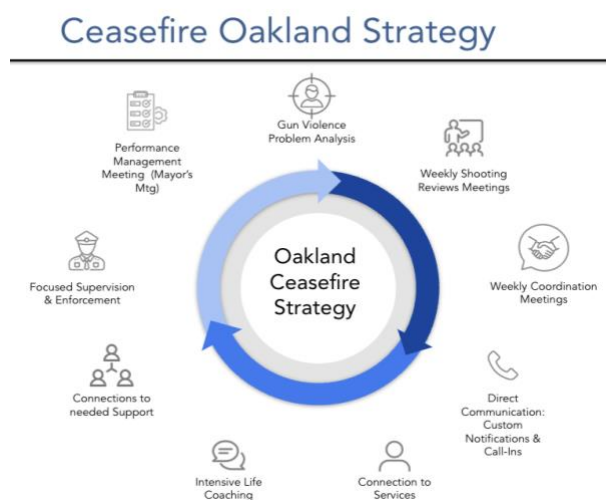 Ceasefire Oakland Strategy
Gun Violence
Problem Analysis
Weekly Shooting
Reviews Meetings
Weekly Coordination
Meetings
Direct
Communication:
Custom
Notifications &
Call-Ins
Connection to
Services
Intensive Life
Coaching
Connections to
needed Support
Focused Supervision
& Enforcement
Performance
Management
Meeting (Mayor's
Mtg)
Oakland
Ceasefire
Strategy